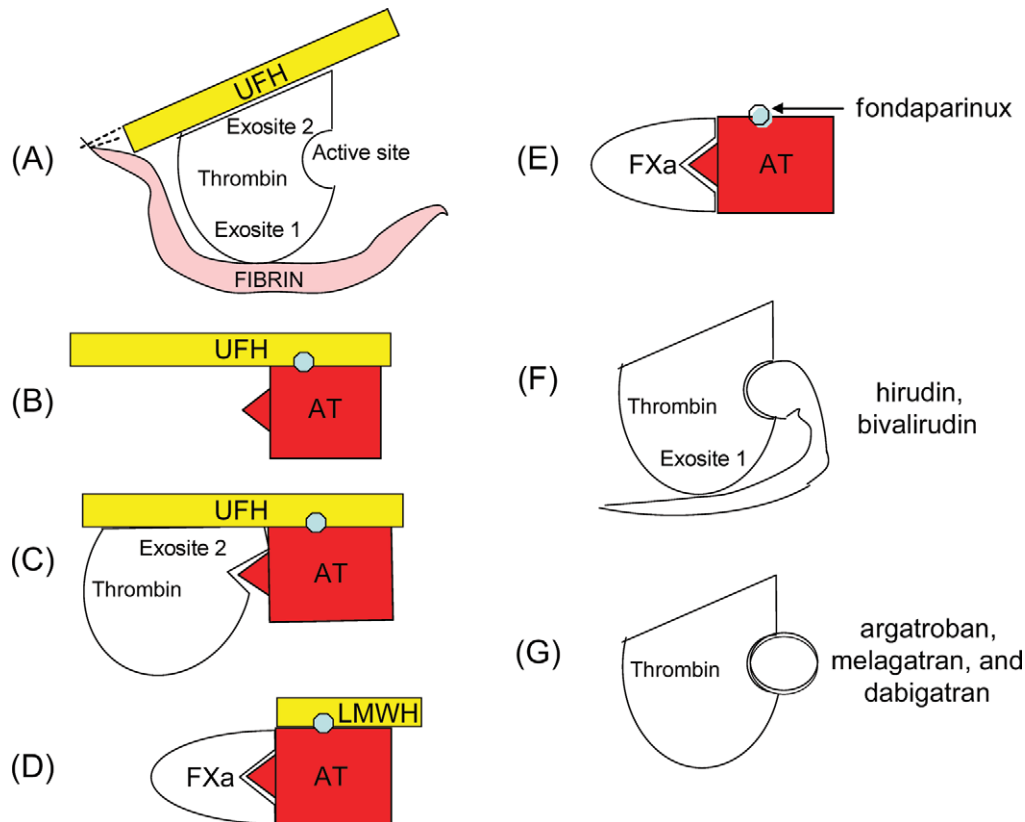 (A)
UFH
Exosite 2
Active site
Thrombin
Exosite 1
FIBRIN
(B)
UFH
AT
(C)
UFH
Exosite 2
Thrombin
AT
(D)
LMWH
FXa
AT
(E)
fondaparinux
FXa
AT
(F)
Thrombin
Exosite 1
hirudin,
bivalirudin
(G)
Thrombin
argatroban,
melagatran, and
dabigatran